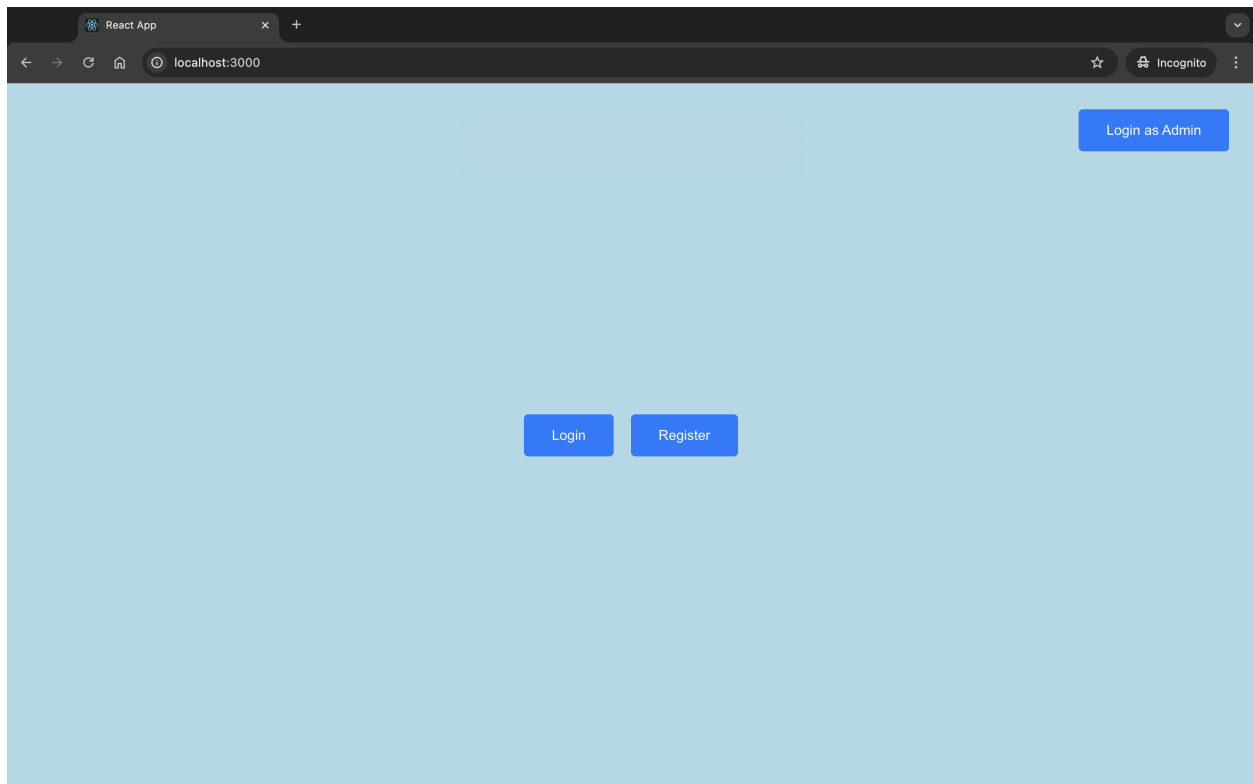 React App
localhost:3000
Incognito
Login as Admin
Login
Register